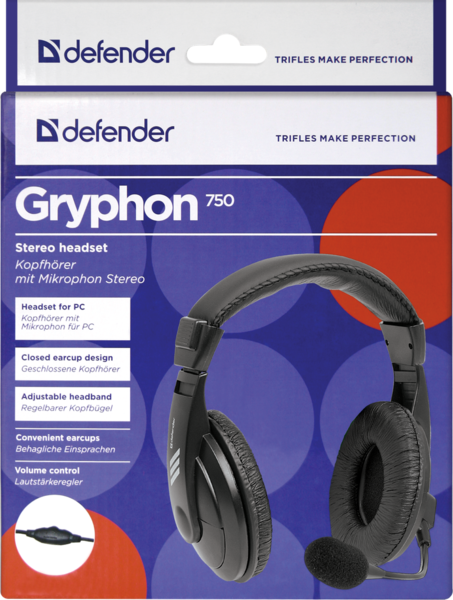 defender
TRIFLES MAKE PERFECTION
defender
TRIFLES MAKE PERFECTION
Gryphon 750
Stereo headset
Kopfhörer
mit Mikrophon Stereo
Headset for PC
Kopfhörer mit
Mikrophon für PC
Closed earcup design
Geschlossene Kopfhörer
Adjustable headband
Regelbarer Kopfbügel
Convenient earcups
Behagliche Einsprachen
Volume control
Lautstärkeregler